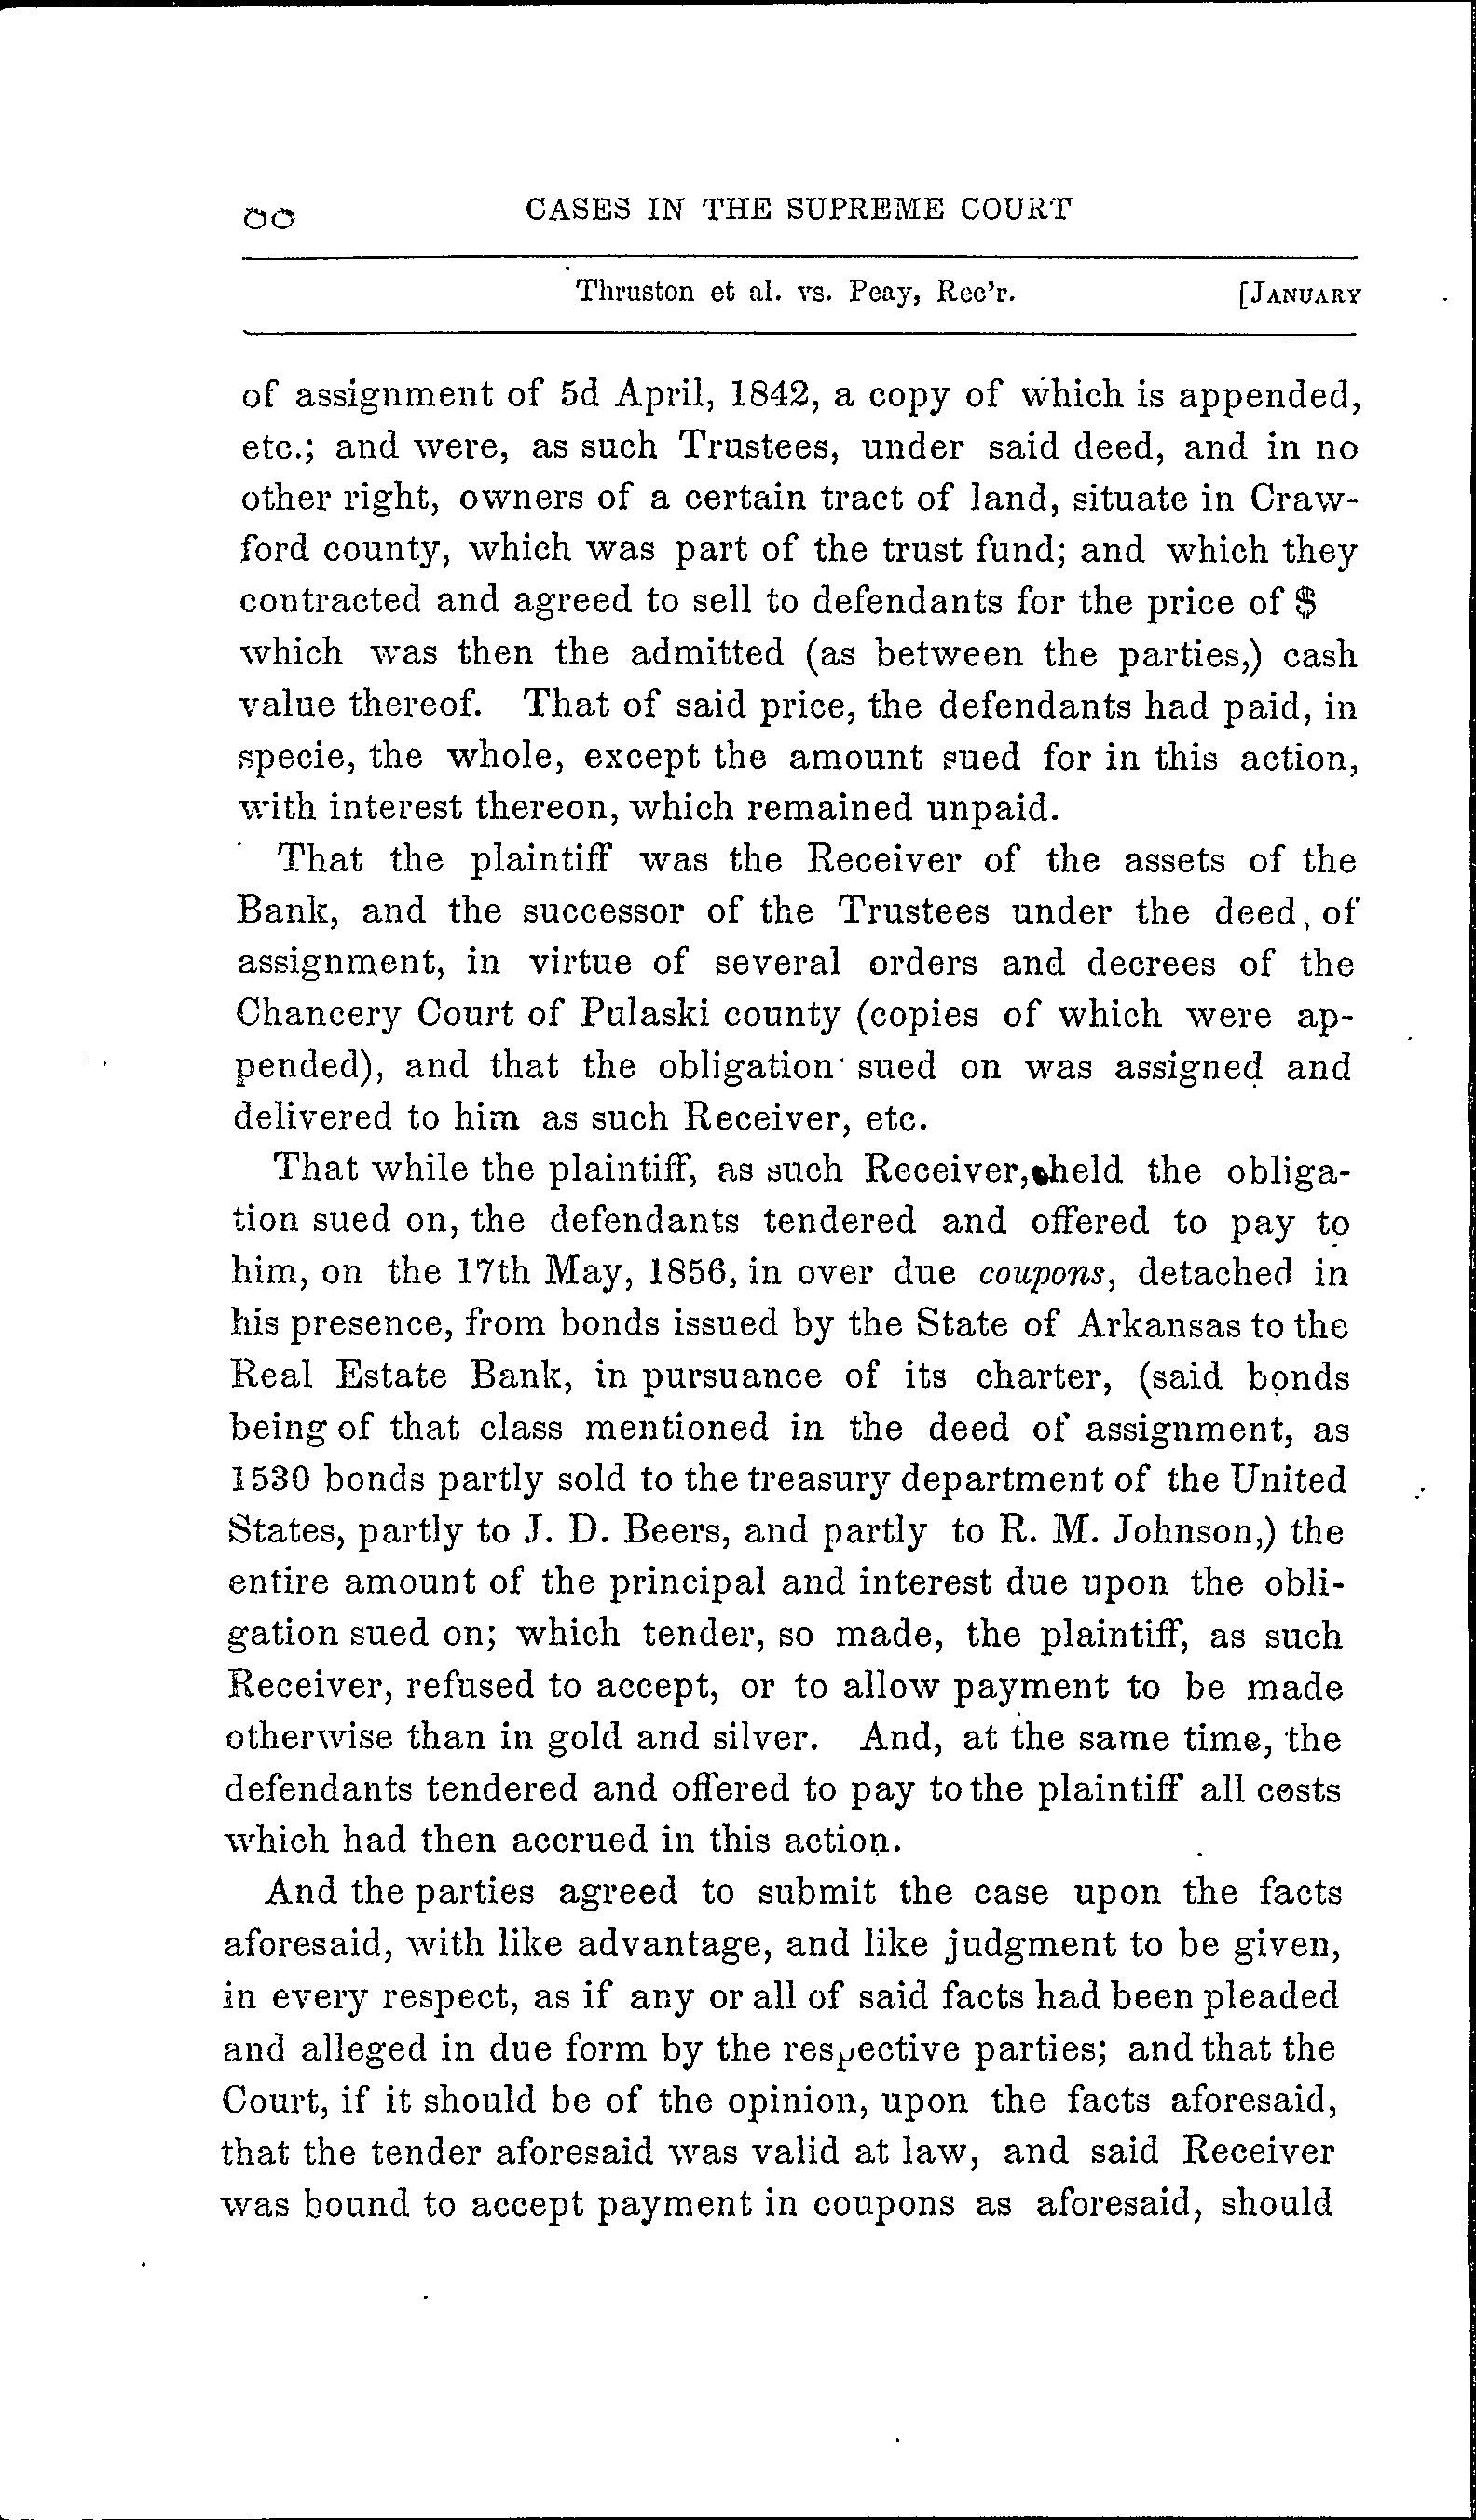 CASES IN THE SUPREME COURT
Thruston et al. vs. Peay, Rec'r. [JANUARY
of assignment of 5d April, 1842, a copy of which is appended,
etc.; and were, as such Trustees, under said deed, and in no
other right, owners of a certain tract of land, situate in Craw-
ford county, which was part of the trust fund; and which they
contracted and agreed to sell to defendants for the price of $
which was then the admitted (as between the parties,) cash
value thereof. That of said price, the defendants had paid, in
specie, the whole, except the amount sued for in this action,
with interest thereon, which remained unpaid.
That the plaintiff was the Receiver of the assets of the
Bank, and the successor of the Trustees under the deed, of
assignment, in virtue of several orders and decrees of the
Chancery Court of Pulaski county (copies of which were ap-
pended), and that the obligation sued on was assigned and
delivered to him as such Receiver, etc.
That while the plaintiff, as such Receiver, held the obliga-
tion sued on, the defendants tendered and offered to pay to
him, on the 17th May, 1856, in over due coupons, detached in
his presence, from bonds issued by the State of Arkansas to the
Real Estate Bank, in pursuance of its charter, (said bonds
being of that class mentioned in the deed of assignment, as
1530 bonds partly sold to the treasury department of the United
States, partly to J. D. Beers, and partly to R. M. Johnson,) the
entire amount of the principal and interest due upon the obli-
gation sued on; which tender, so made, the plaintiff, as such
Receiver, refused to accept, or to allow payment to be made
otherwise than in gold and silver. And, at the same time, the
defendants tendered and offered to pay to the plaintiff all costs
which had then accrued in this action.
And the parties agreed to submit the case upon the facts
aforesaid, with like advantage, and like judgment to be given,
in every respect, as if any or all of said facts had been pleaded
and alleged in due form by the respective parties; and that the
Court, if it should be of the opinion, upon the facts aforesaid,
that the tender aforesaid was valid at law, and said Receiver
was bound to accept payment in coupons as aforesaid, should